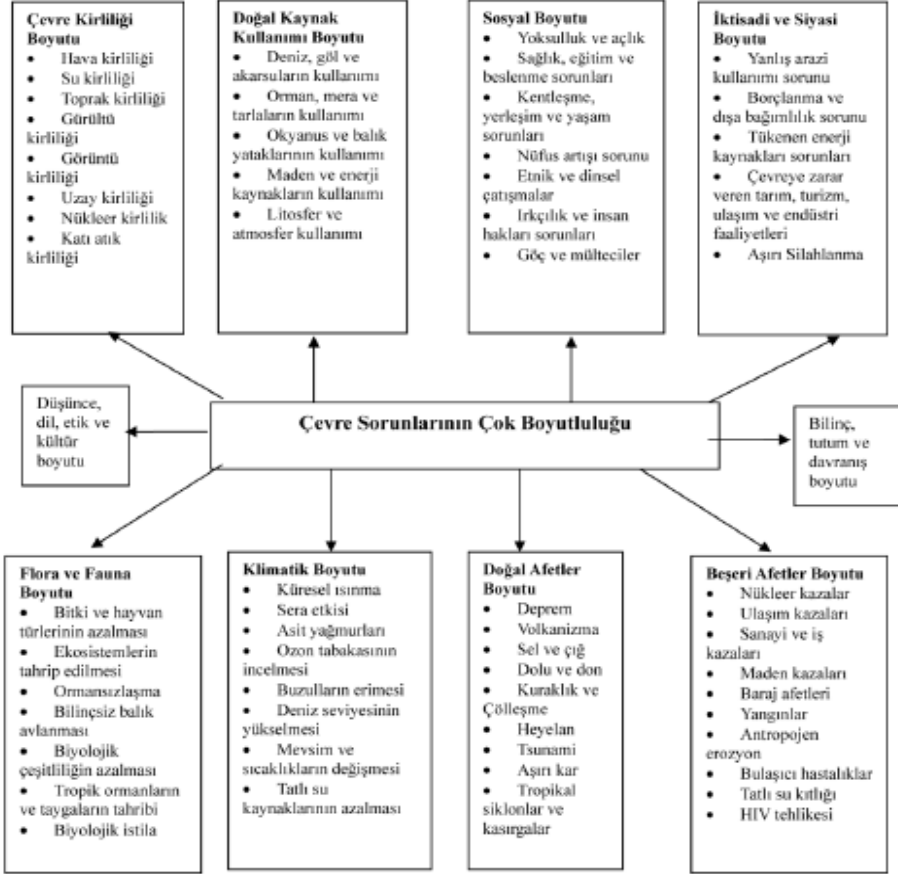 Çevre Kirliliği
Boyutu
• Hava kirliliği
• Su kirliliği
• Toprak kirliliği
• Gürültü
kirliliği
• Görüntü
kirliliği
• Uzay kirliliği
• Nükleer kirlilik
• Katı atık
kirliliği
Doğal Kaynak
Kullanımı Boyutu
• Deniz, göl ve
akarsuların kullanımı
• Orman, mera ve
tarlaların kullanımı
• Okyanus ve balık
yataklarının kullanımı
• Maden ve enerji
kaynakların kullanımı
• Litosfer ve
atmosfer kullanımı
Sosyal Boyutu
• Yoksulluk ve açlık
• Sağlık, eğitim ve
beslenme sorunları
• Kentleşme,
yerleşim ve yaşam
sorunları
• Nüfus artışı sorunu
• Etnik ve dinsel
çatışmalar
• Irkçılık ve insan
hakları sorunları
• Göç ve mülteciler
İktisadi ve Siyasi
Boyutu
• Yanlış arazi
kullanımı sorunu
• Borçlanma ve
dışa bağımlılık sorunu
• Tükenen enerji
kaynakları sorunları
• Çevreye zarar
veren tarım, turizm,
ulaşım ve endüstri
faaliyetleri
• Aşırı Silahlanma
Düşünce,
dil, etik ve
kültür
boyutu
Çevre Sorunlarının Çok Boyutluluğu
Bilinç,
tutum ve
davranış
boyutu
Flora ve Fauna
Boyutu
• Bitki ve hayvan
türlerinin azalması
• Ekosistemlerin
tahrip edilmesi
• Ormansızlaşma
• Bilinçsiz balık
avlanması
• Biyolojik
çeşitliliğin azalması
• Tropik ormanların
ve taygaların tahribi
• Biyolojik istila
Klimatik Boyutu
• Küresel ısınma
• Sera etkisi
• Asit yağmurları
• Ozon tabakasının
incelmesi
• Buzulların erimesi
• Deniz seviyesinin
yükselmesi
• Mevsim ve
sıcaklıkların değişmesi
• Tatlı su
kaynaklarının azalması
Doğal Afetler
Boyutu
• Deprem
• Volkanizma
• Sel ve çığ
• Dolu ve don
• Kuraklık ve
Çölleşme
• Heyelan
• Tsunami
• Aşırı kar
• Tropikal
siklonlar ve
kasırgalar
Beşeri Afetler Boyutu
• Nükleer kazalar
• Ulaşım kazaları
• Sanayi ve iş
kazaları
• Maden kazaları
• Baraj afetleri
• Yangınlar
• Antropojen
erozyon
• Bulaşıcı hastalıklar
• Tatlı su kıtlığı
• HIV tehlikesi